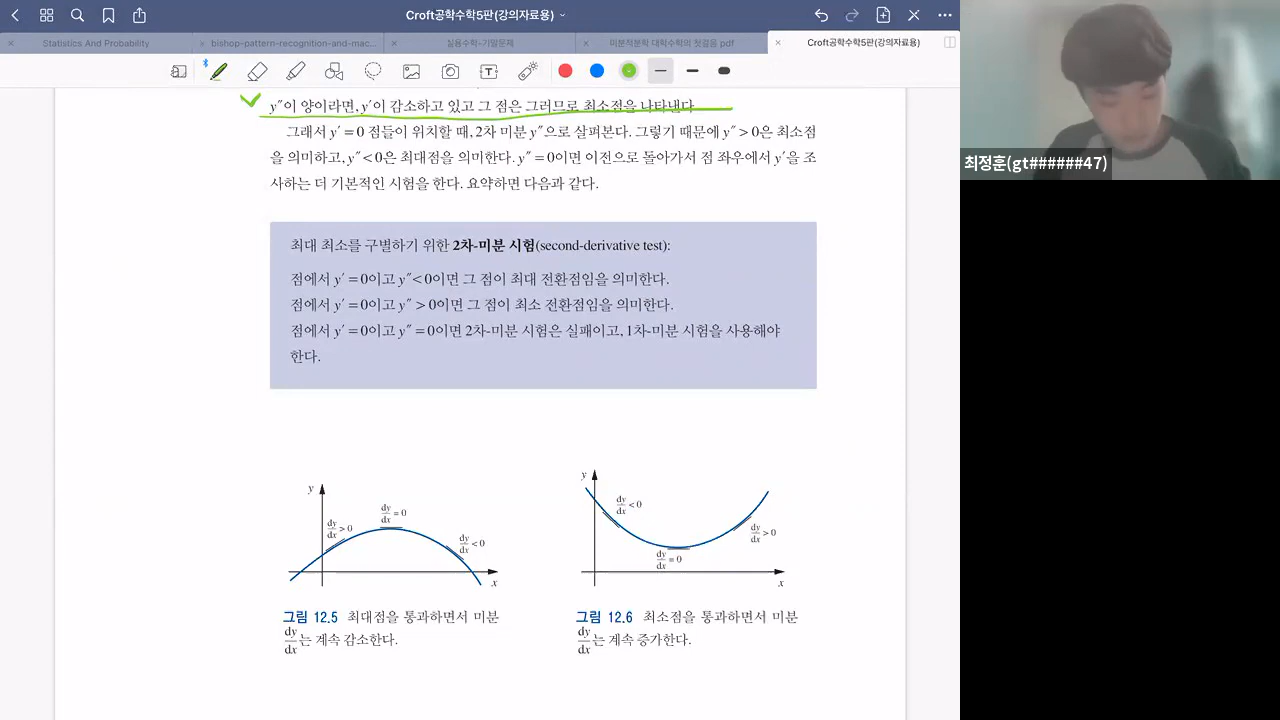 Croft공학수학5판(강의자료용)
Statistics And Probability
bishop-pattern-recognition-and-mac...
실용수학-기말문제
미분적분학 대학수학의 첫걸음.pdf
Croft공학수학5판(강의자료용)
y″이 양이라면, y′이 감소하고 있고 그 점은 그러므로 최소점을 나타낸다
그래서 y′ = 0 점들이 위치할 때, 2차 미분 y″으로 살펴본다. 그렇기 때문에 y″ > 0은 최소점
을 의미하고, y″ < 0은 최대점을 의미한다. y″ = 0이면 이전으로 돌아가서 점 좌우에서 y′을 조
사하는 더 기본적인 시험을 한다. 요약하면 다음과 같다.
최대 최소를 구별하기 위한 2차-미분 시험(second-derivative test):
점에서 y′ = 0이고 y″ < 0이면 그 점이 최대 전환점임을 의미한다.
점에서 y′ = 0이고 y″ > 0이면 그 점이 최소 전환점임을 의미한다.
점에서 y′ = 0이고 y″ = 0이면 2차-미분 시험은 실패이고, 1차-미분 시험을 사용해야
한다.
y
dy/dx > 0
dy/dx = 0
dy/dx < 0
x
그림 12.5 최대점을 통과하면서 미분
dy/dx는 계속 감소한다.
y
dy/dx < 0
dy/dx = 0
dy/dx > 0
x
그림 12.6 최소점을 통과하면서 미분
dy/dx는 계속 증가한다.
최정훈(gt######47)